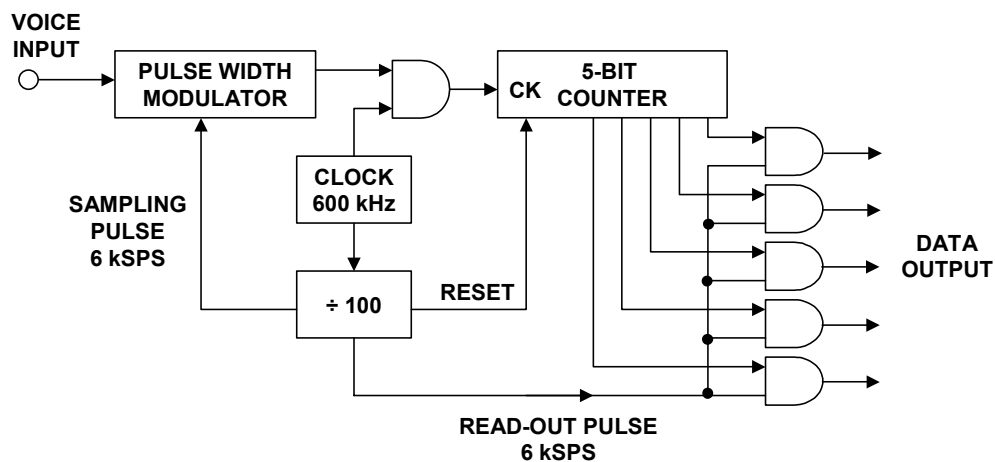 VOICE
INPUT
PULSE WIDTH
MODULATOR
CK
5-BIT
COUNTER
CLOCK
600 kHz
SAMPLING
PULSE
6 kSPS
÷ 100
RESET
DATA
OUTPUT
READ-OUT PULSE
6 kSPS